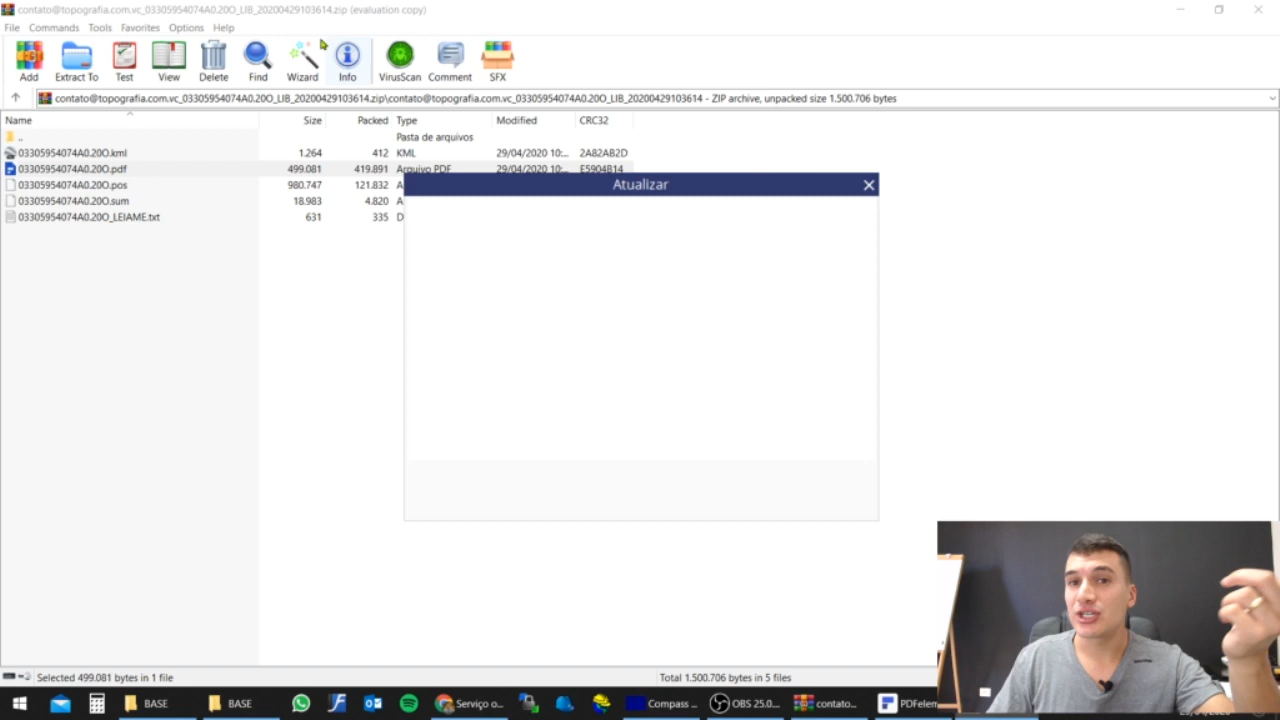 contato@topografia.com.vc_03305954074A0.20O_LIB_20200429103614.zip (evaluation copy)
File Commands Tools Favorites Options Help
Add Extract To Test View Delete Find Wizard Info VirusScan Comment SFX
contato@topografia.com.vc_03305954074A0.20O_LIB_20200429103614.zip\contato@topografia.com.vc_03305954074A0.20O_LIB_20200429103614 - ZIP archive, unpacked size 1.500.706 bytes
Name Size Packed Type Modified CRC32
.. Pasta de arquivos
03305954074A0.20O.kml 1.264 412 KML 29/04/2020 10:... 2A82AB2D
03305954074A0.20O.pdf 499.081 419.891 Arquivo PDF 29/04/2020 10:... E5904B14
03305954074A0.20O.pos 980.747 121.832 A
03305954074A0.20O.sum 18.983 4.820 A
03305954074A0.20O_LEIAME.txt 631 335 D
Atualizar
Selected 499.081 bytes in 1 file Total 1.500.706 bytes in 5 files
BASE BASE Serviço o... Compass ... OBS 25.0... contato... PDFelem